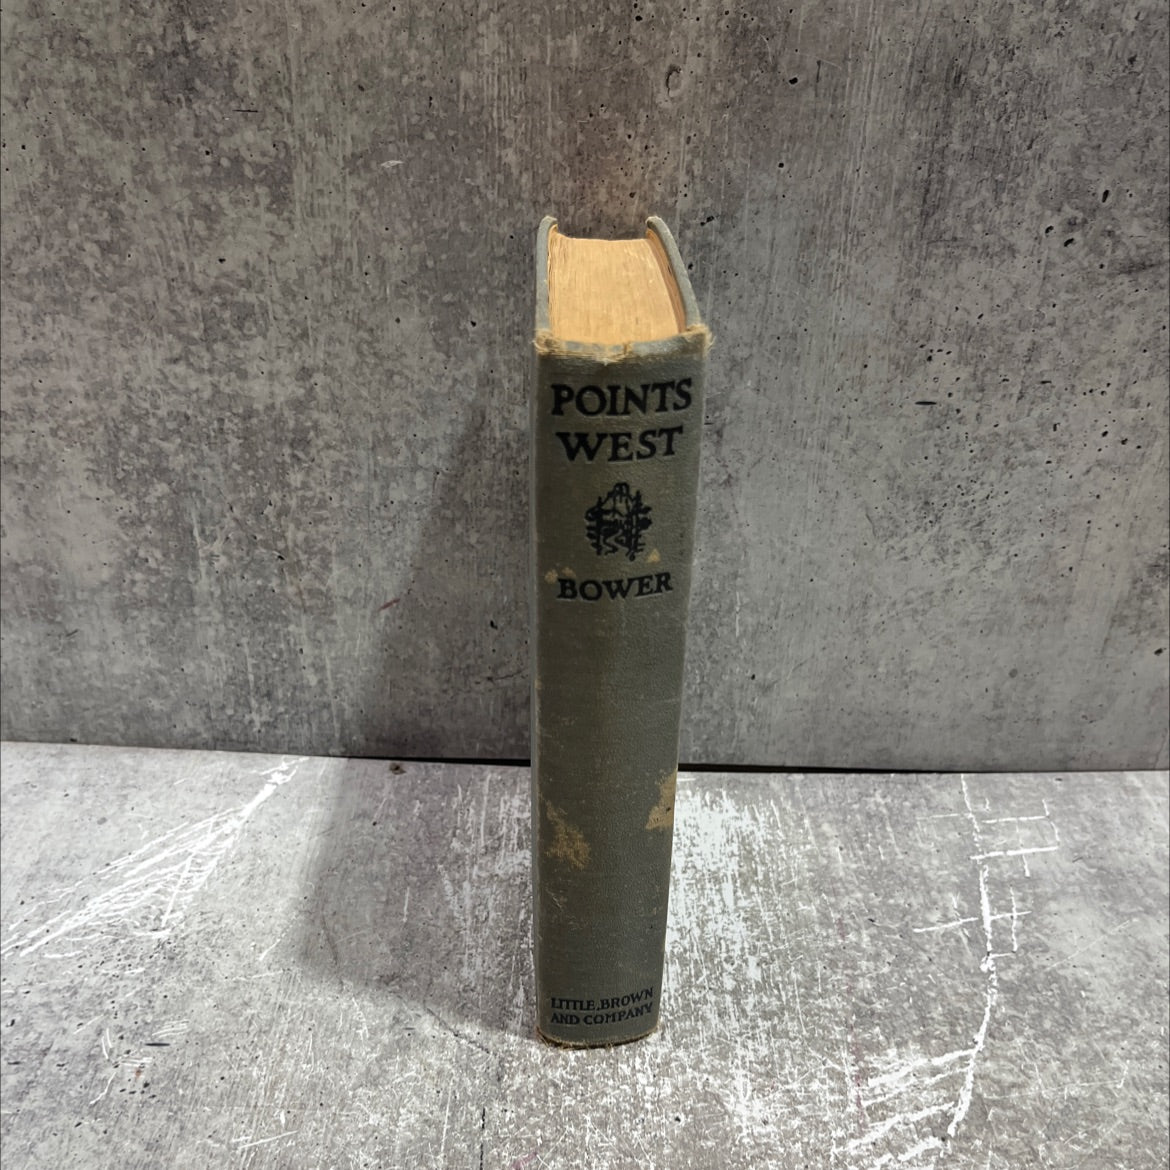 POINTS
WEST
BOWER
LITTLE, BROWN
AND COMPANY